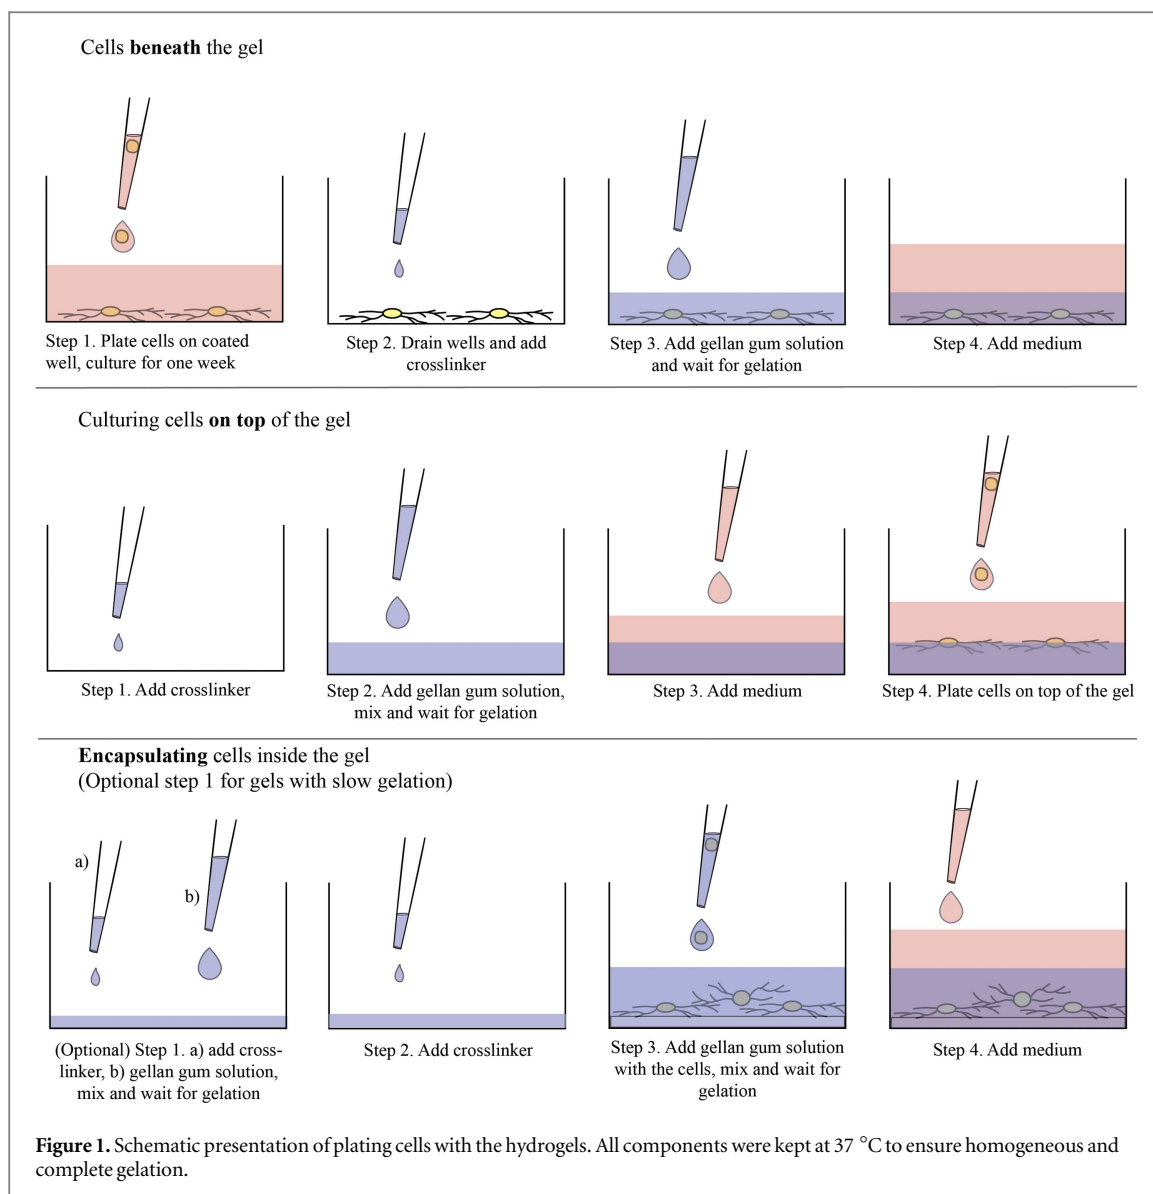 Cells beneath the gel
Step 1. Plate cells on coated
well, culture for one week
Step 2. Drain wells and add
crosslinker
Step 3. Add gellan gum solution
and wait for gelation
Step 4. Add medium
Culturing cells on top of the gel
Step 1. Add crosslinker
Step 2. Add gellan gum solution,
mix and wait for gelation
Step 3. Add medium
Step 4. Plate cells on top of the gel
Encapsulating cells inside the gel
(Optional step 1 for gels with slow gelation)
a)
b)
(Optional) Step 1. a) add cross-
linker, b) gellan gum solution,
mix and wait for gelation
Step 2. Add crosslinker
Step 3. Add gellan gum solution
with the cells, mix and wait for
gelation
Step 4. Add medium
Figure 1. Schematic presentation of plating cells with the hydrogels. All components were kept at 37 °C to ensure homogeneous and
complete gelation.